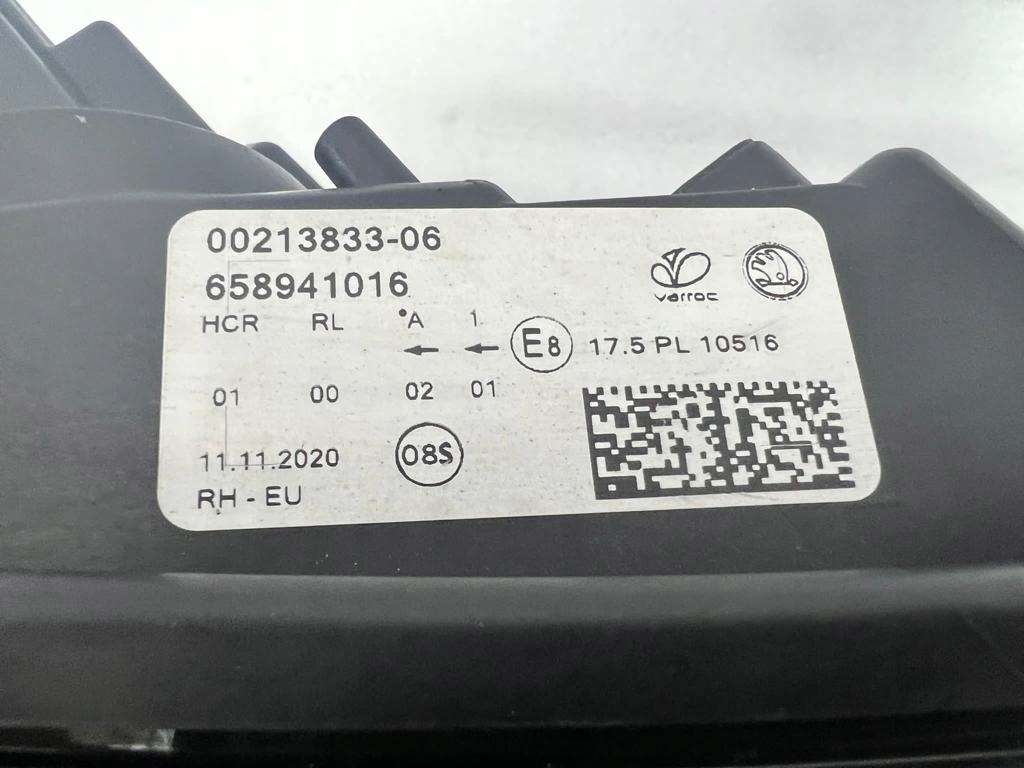 00213833-06
658941016
varroc
HCR RL °A 1
← ← E8 17.5 PL 10516
01 00 02 01
11.11.2020 08S
RH - EU